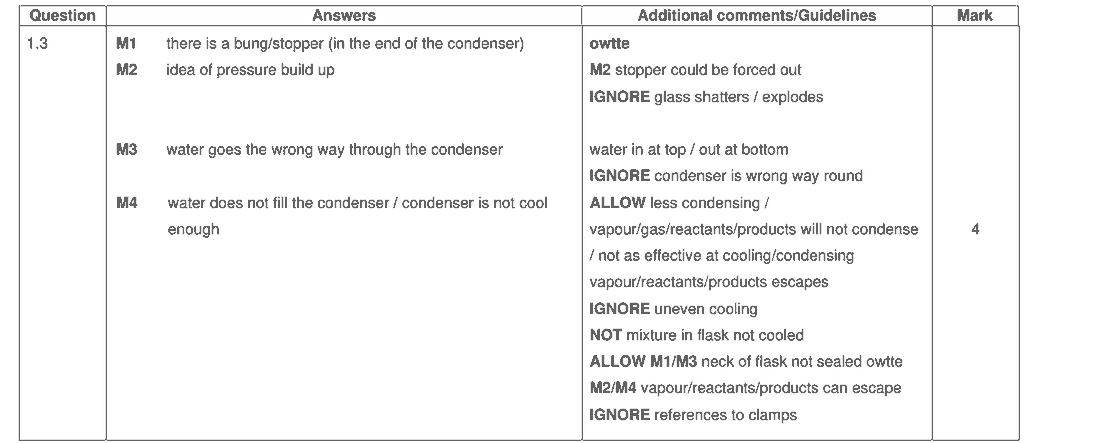 Question Answers Additional comments/Guidelines Mark
1.3 M1 there is a bung/stopper (in the end of the condenser) owtte
M2 idea of pressure build up M2 stopper could be forced out
IGNORE glass shatters / explodes
M3 water goes the wrong way through the condenser water in at top / out at bottom
IGNORE condenser is wrong way round
M4 water does not fill the condenser / condenser is not cool ALLOW less condensing /
enough vapour/gas/reactants/products will not condense 4
/ not as effective at cooling/condensing
vapour/reactants/products escapes
IGNORE uneven cooling
NOT mixture in flask not cooled
ALLOW M1/M3 neck of flask not sealed owtte
M2/M4 vapour/reactants/products can escape
IGNORE references to clamps